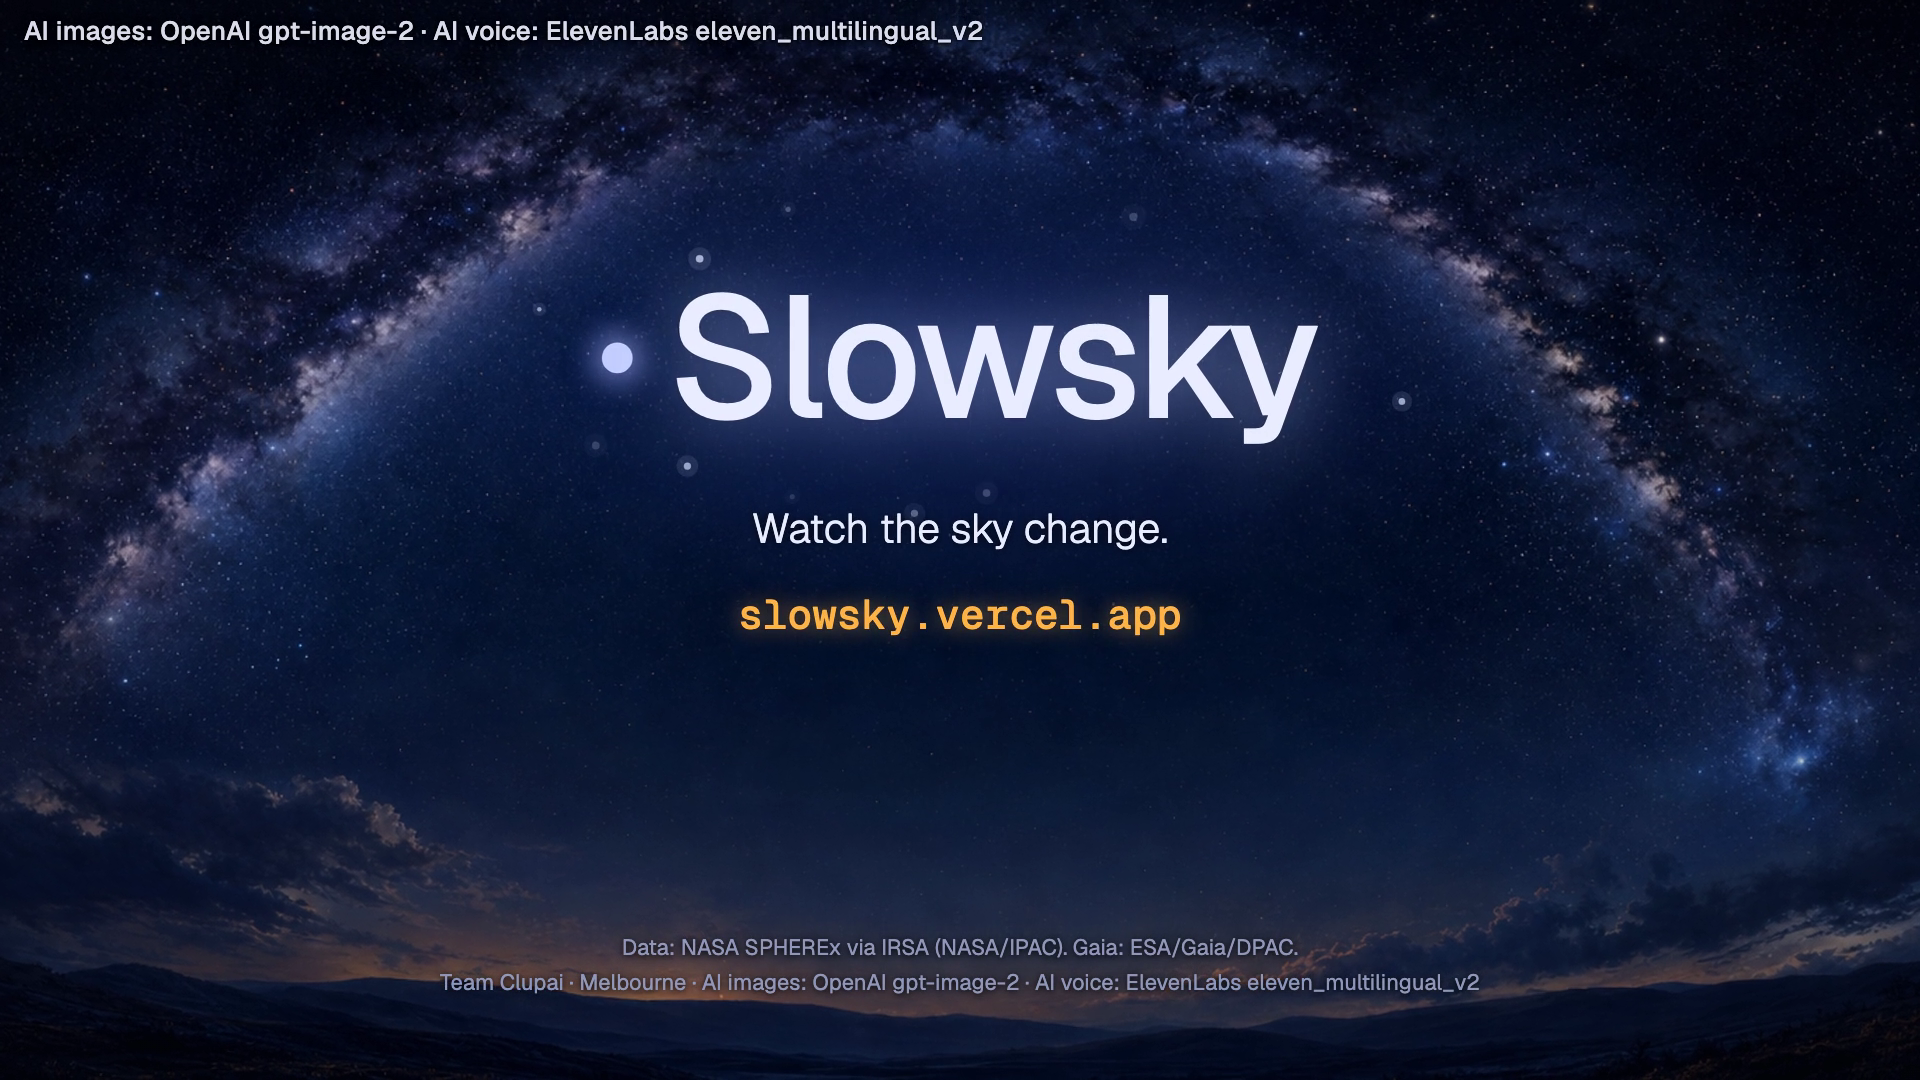 AI images: OpenAI gpt-image-2 · AI voice: ElevenLabs eleven_multilingual_v2
Slowsky
Watch the sky change.
slowsky.vercel.app
Data: NASA SPHEREx via IRSA (NASA/IPAC). Gaia: ESA/Gaia/DPAC.
Team Clupai · Melbourne · AI images: OpenAI gpt-image-2 · AI voice: ElevenLabs eleven_multilingual_v2